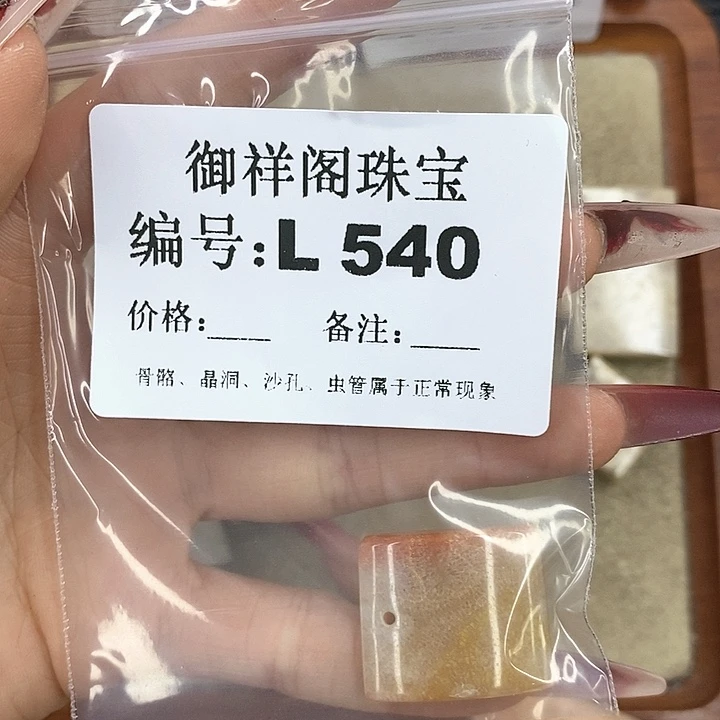 御祥阁珠宝
编号:L 540
价格:____ 备注:_____
骨骼、晶洞、沙孔、虫管属于正常现象